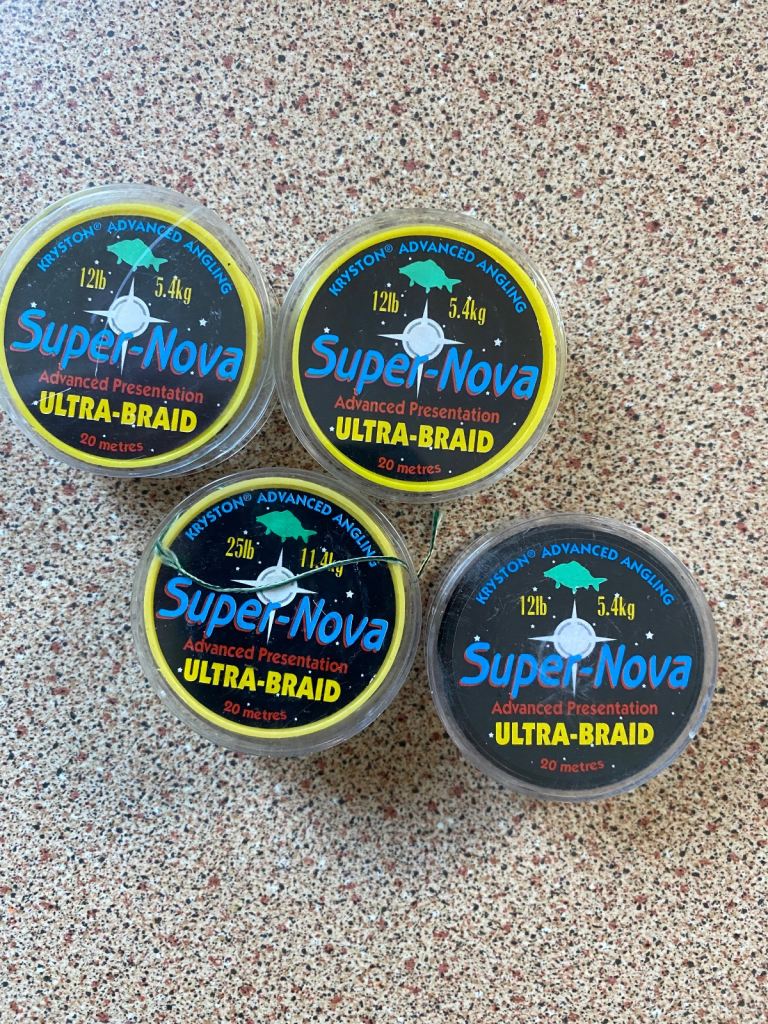 KRYSTON® ADVANCED ANGLING
12lb 5.4kg
Super-Nova
Advanced Presentation
ULTRA-BRAID
20 metres
KRYSTON® ADVANCED ANGLING
12lb 5.4kg
Super-Nova
Advanced Presentation
ULTRA-BRAID
20 metres
KRYSTON® ADVANCED ANGLING
25lb 11.4kg
Super-Nova
Advanced Presentation
ULTRA-BRAID
20 metres
KRYSTON® ADVANCED ANGLING
12lb 5.4kg
Super-Nova
Advanced Presentation
ULTRA-BRAID
20 metres